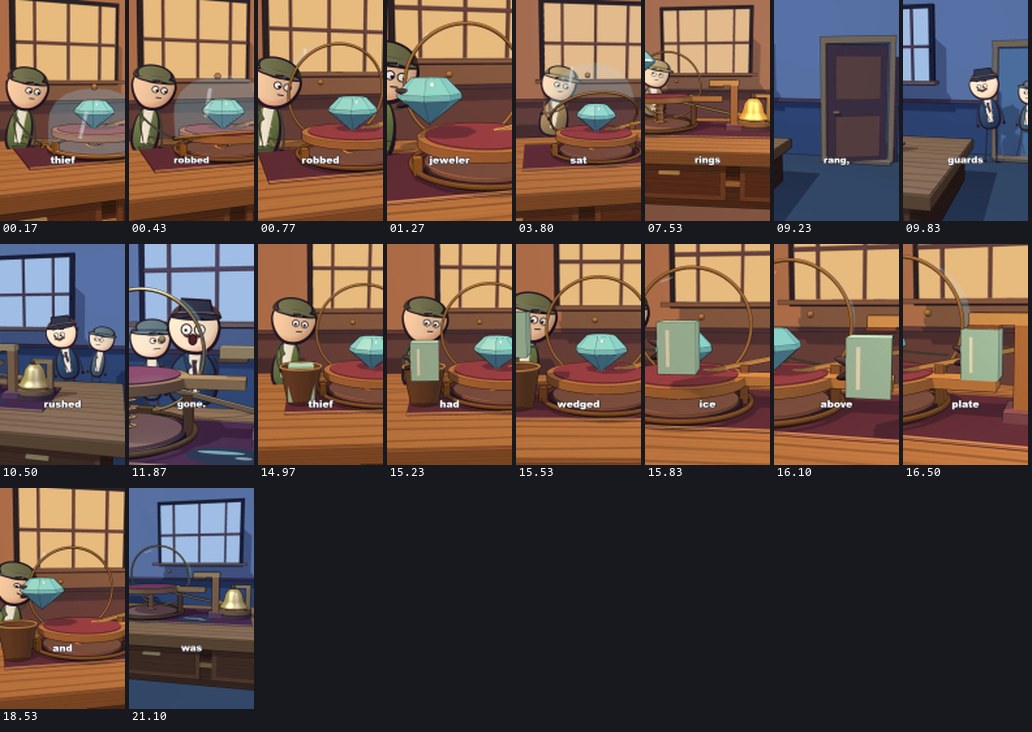 thief
robbed
robbed
jeweler
sat
rings
rang,
guards
00.17
00.43
00.77
01.27
03.80
07.53
09.23
09.83
rushed
gone.
thief
had
wedged
ice
above
plate
10.50
11.87
14.97
15.23
15.53
15.83
16.10
16.50
and
was
18.53
21.10